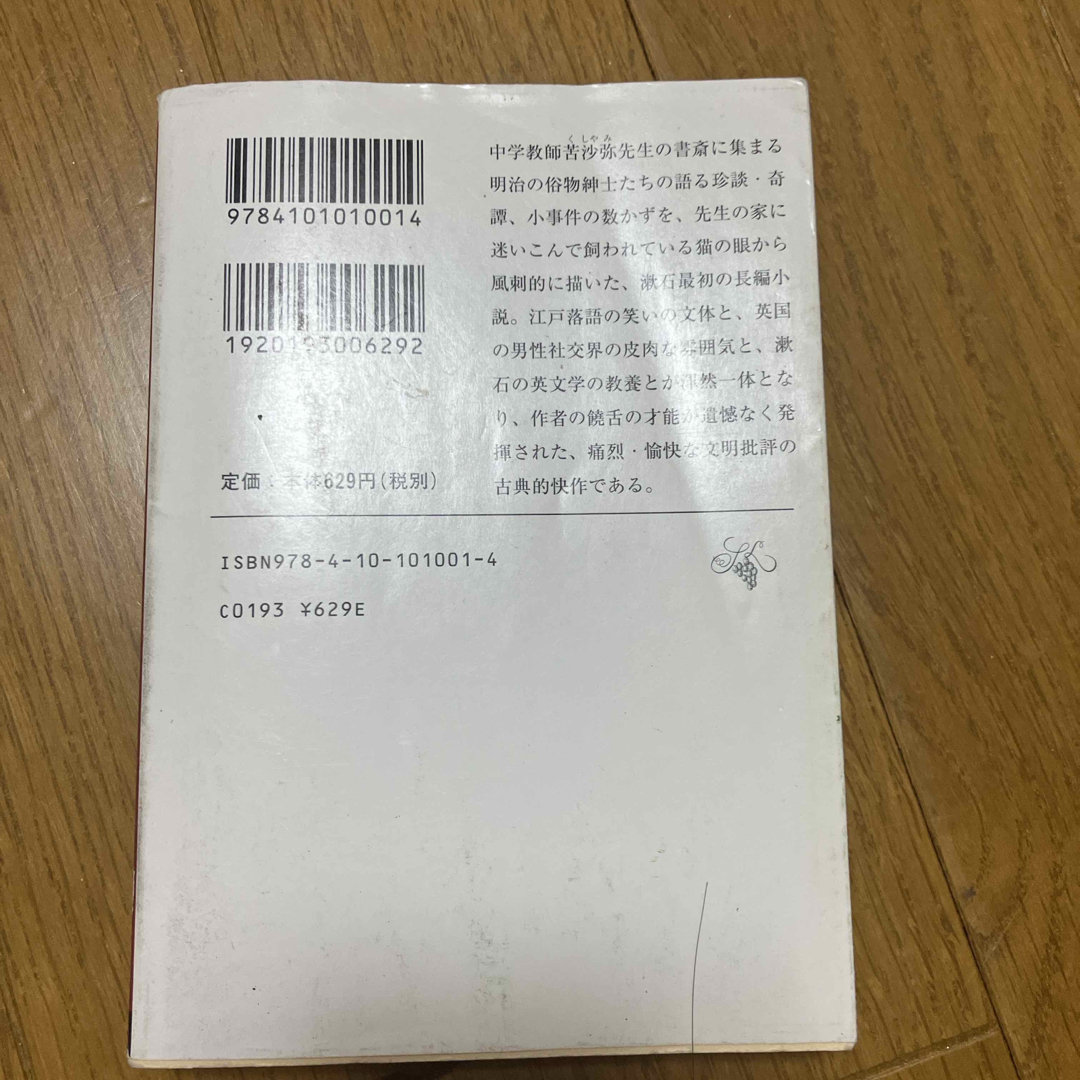 9784101010014
1920193006292
定価：本体629円（税別）
中学教師苦沙弥先生の書斎に集まる
くしゃみ
明治の俗物紳士たちの語る珍談・奇
譚、小事件の数かずを、先生の家に
迷いこんで飼われている猫の眼から
風刺的に描いた、漱石最初の長編小
説。江戸落語の笑いの文体と、英国
の男性社交界の皮肉な雰囲気と、漱
石の英文学の教養とが渾然一体とな
り、作者の饒舌の才能が遺憾なく発
揮された、痛烈・愉快な文明批評の
古典的快作である。
ISBN978-4-10-101001-4
C0193 ¥629E